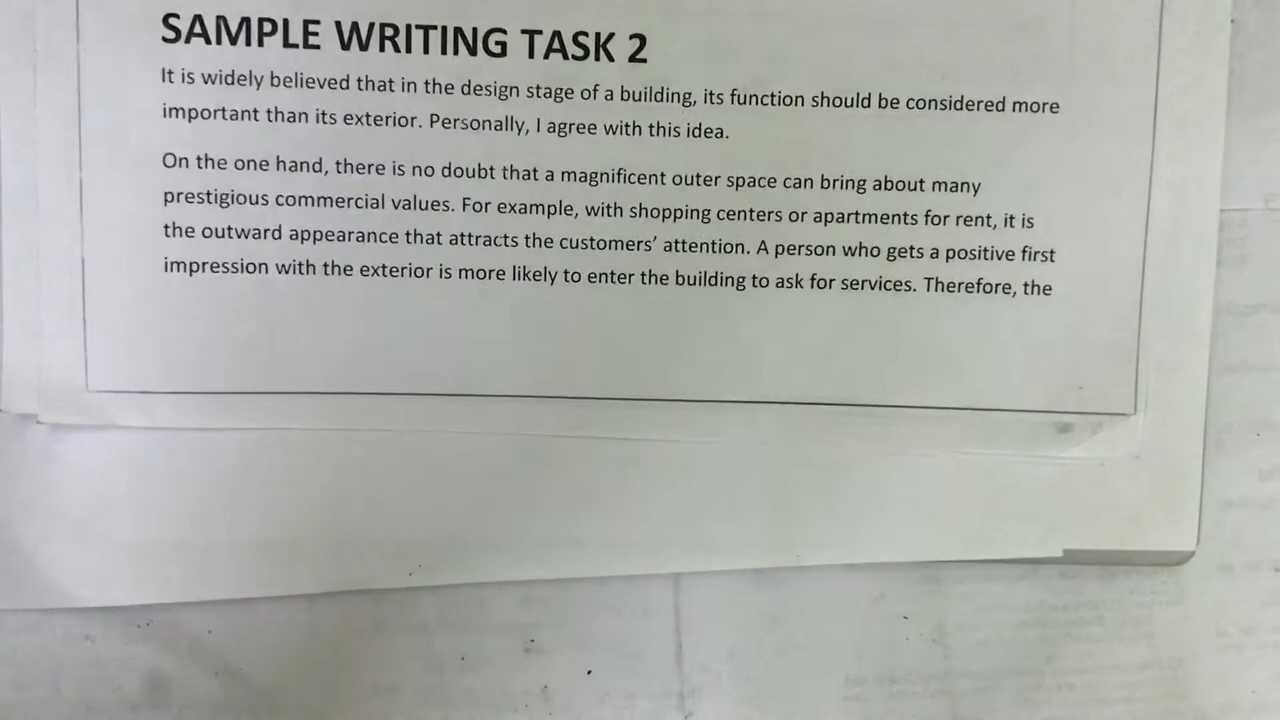 SAMPLE WRITING TASK 2
It is widely believed that in the design stage of a building, its function should be considered more
important than its exterior. Personally, I agree with this idea.
On the one hand, there is no doubt that a magnificent outer space can bring about many
prestigious commercial values. For example, with shopping centers or apartments for rent, it is
the outward appearance that attracts the customers’ attention. A person who gets a positive first
impression with the exterior is more likely to enter the building to ask for services. Therefore, the